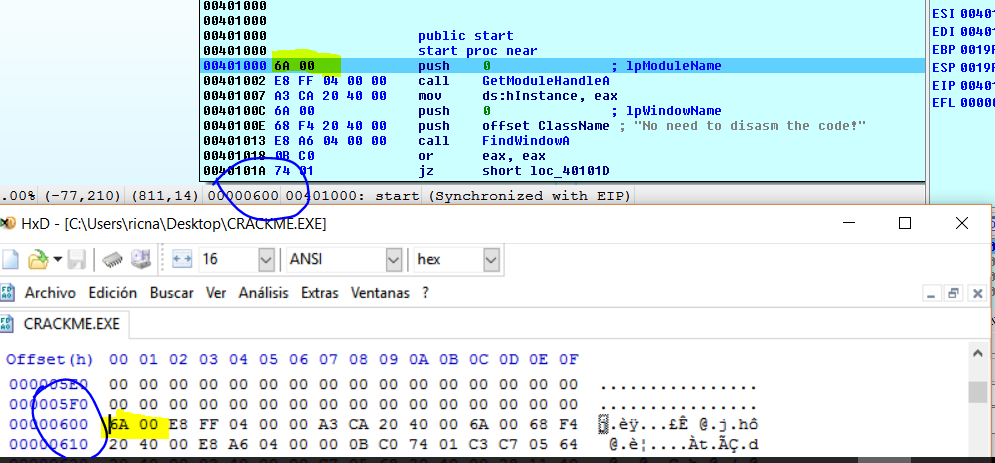 00401000
00401000
00401000 public start
00401000 start proc near
00401000 6A 00 push 0 ; lpModuleName
00401002 E8 FF 04 00 00 call GetModuleHandleA
00401007 A3 CA 20 40 00 mov ds:hInstance, eax
0040100C 6A 00 push 0 ; lpWindowName
0040100E 68 F4 20 40 00 push offset ClassName ; "No need to disasm the code!"
00401013 E8 A6 04 00 00 call FindWindowA
00401018 0B C0 or eax, eax
0040101A 74 01 jz short loc_40101D
ESI 00401
EDI 00401
EBP 0019F
ESP 0019F
EIP 00401
EFL 00000
.00% (-77,210) (811,14) 00000600 00401000: start (Synchronized with EIP)
HxD - [C:\Users\ricna\Desktop\CRACKME.EXE]
16 ANSI hex
Archivo Edición Buscar Ver Análisis Extras Ventanas ?
CRACKME.EXE
Offset(h) 00 01 02 03 04 05 06 07 08 09 0A 0B 0C 0D 0E 0F
000005E0 00 00 00 00 00 00 00 00 00 00 00 00 00 00 00 00 ................
000005F0 00 00 00 00 00 00 00 00 00 00 00 00 00 00 00 00 ................
00000600 6A 00 E8 FF 04 00 00 A3 CA 20 40 00 6A 00 68 F4 j.èÿ...£Ê @.j.hô
00000610 20 40 00 E8 A6 04 00 00 0B C0 74 01 C3 C7 05 64 @.è¦....Àt.ÃÇ.d